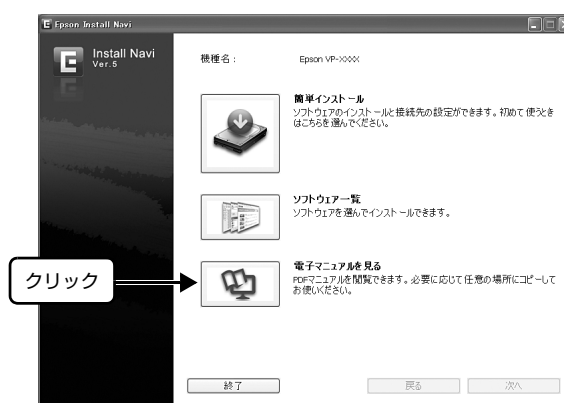 Epson Install Navi
Install Navi
Ver.5
機種名：
Epson VP-XXXX
簡単インストール
ソフトウェアのインストールと接続先の設定ができます。初めて使うとき
はこちらを選んでください。
ソフトウェア一覧
ソフトウェアを選んでインストールできます。
クリック
電子マニュアルを見る
PDFマニュアルを閲覧できます。必要に応じて任意の場所にコピーして
お使いください。
終了
戻る
次へ